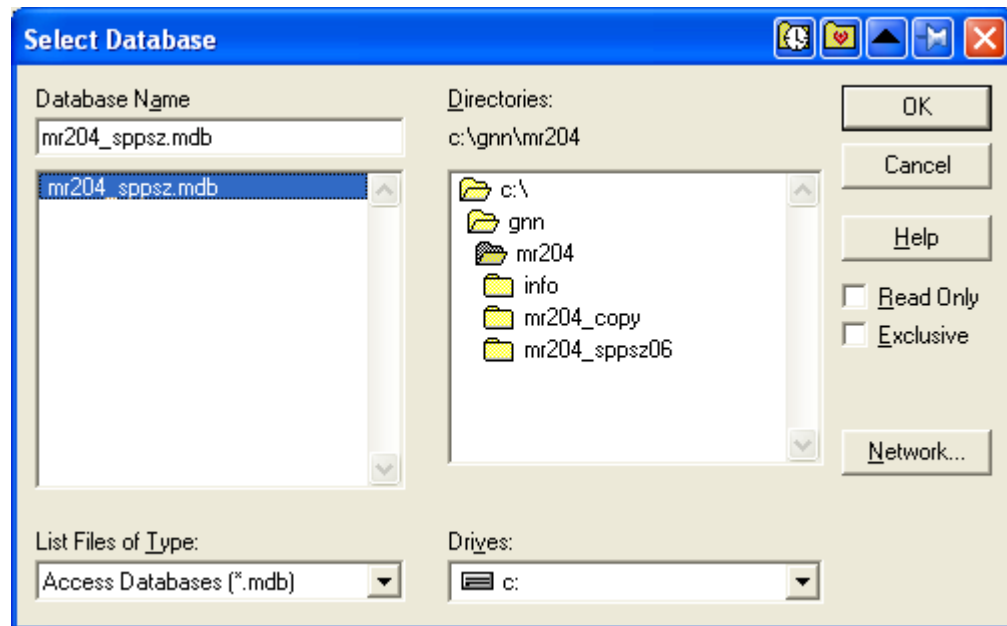 Select Database
Database Name
mr204_sppsz.mdb
mr204_sppsz.mdb
Directories:
c:\gnn\mr204
c:\
gnn
mr204
info
mr204_copy
mr204_sppsz06
OK
Cancel
Help
Read Only
Exclusive
Network...
List Files of Type:
Access Databases (*.mdb)
Drives:
c: